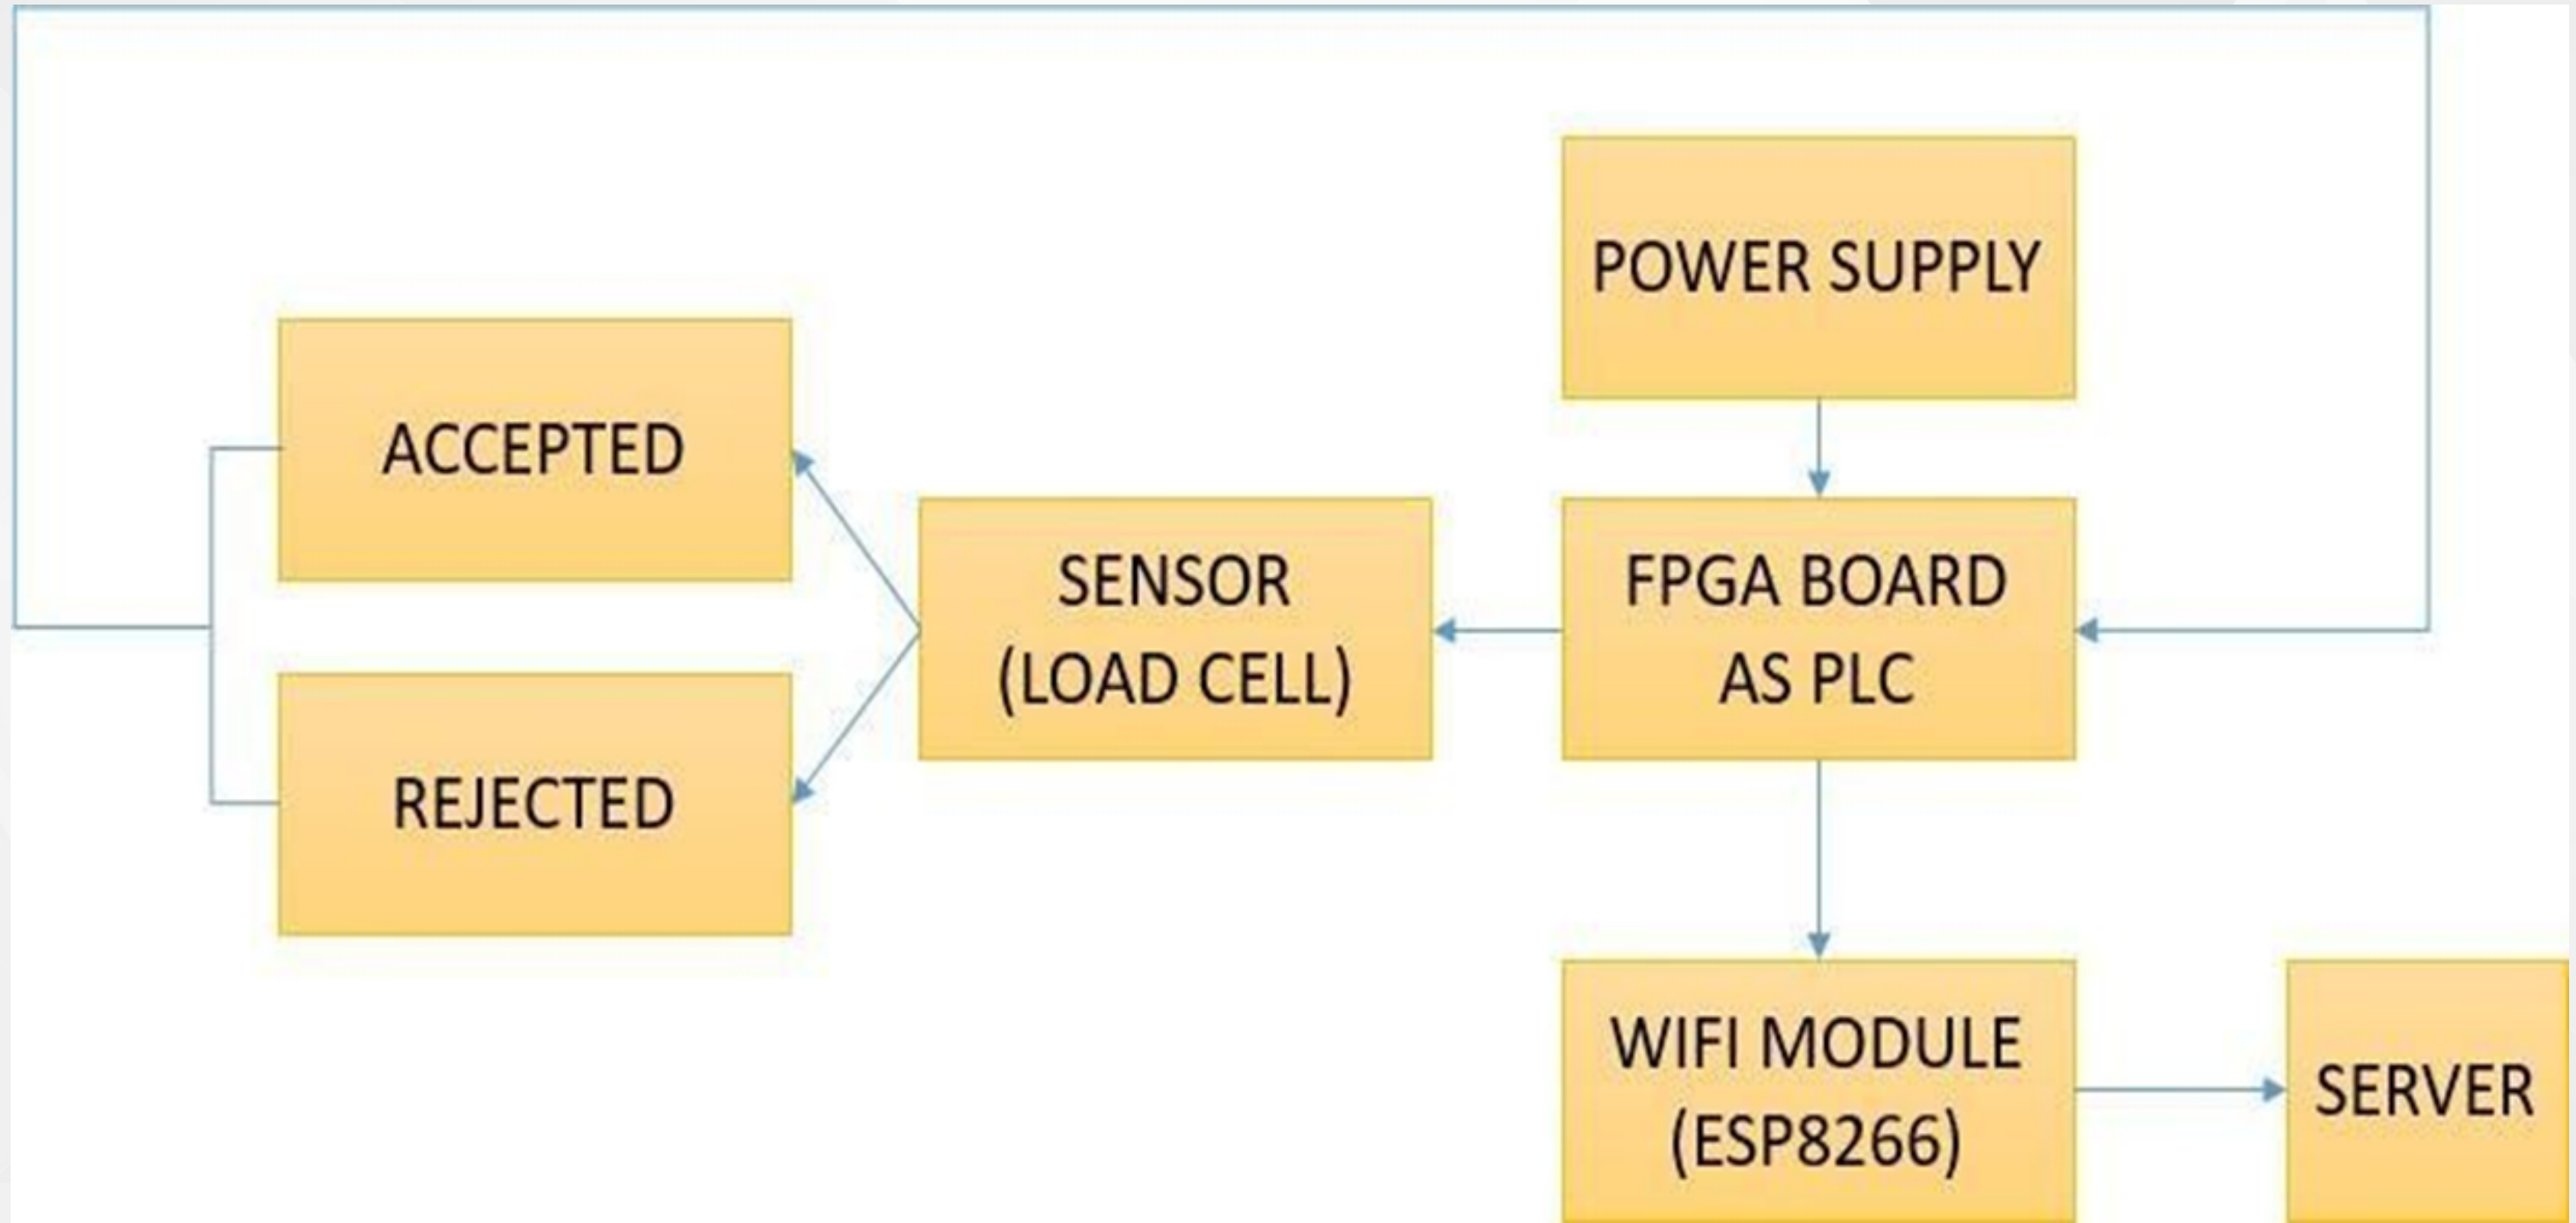 POWER SUPPLY
ACCEPTED
SENSOR
(LOAD CELL)
FPGA BOARD
AS PLC
REJECTED
WIFI MODULE
(ESP8266)
SERVER